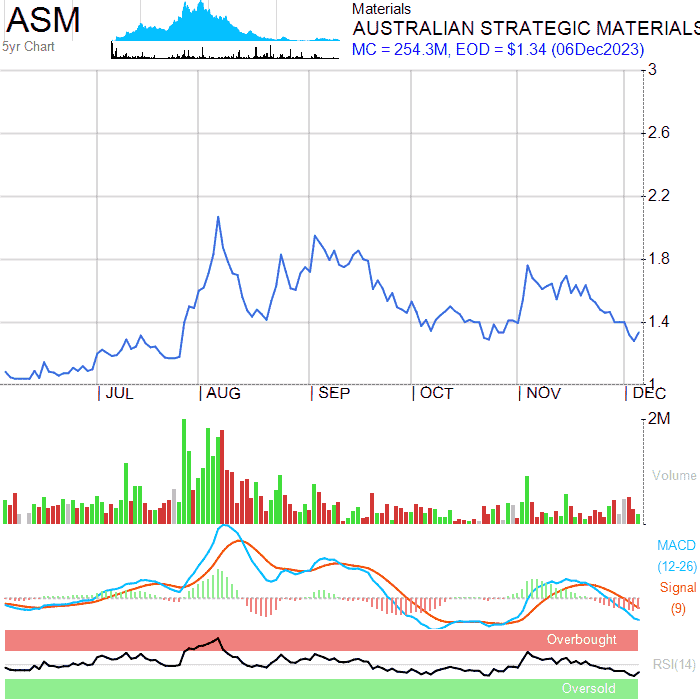 ASM
5yr Chart
Materials
AUSTRALIAN STRATEGIC MATERIALS
MC = 254.3M, EOD = $1.34 (06Dec2023)
3
2.6
2.2
1.8
1.4
1
JUL
AUG
SEP
OCT
NOV
DEC
2M
Volume
MACD
(12-26)
Signal
(9)
Overbought
RSI(14)
Oversold